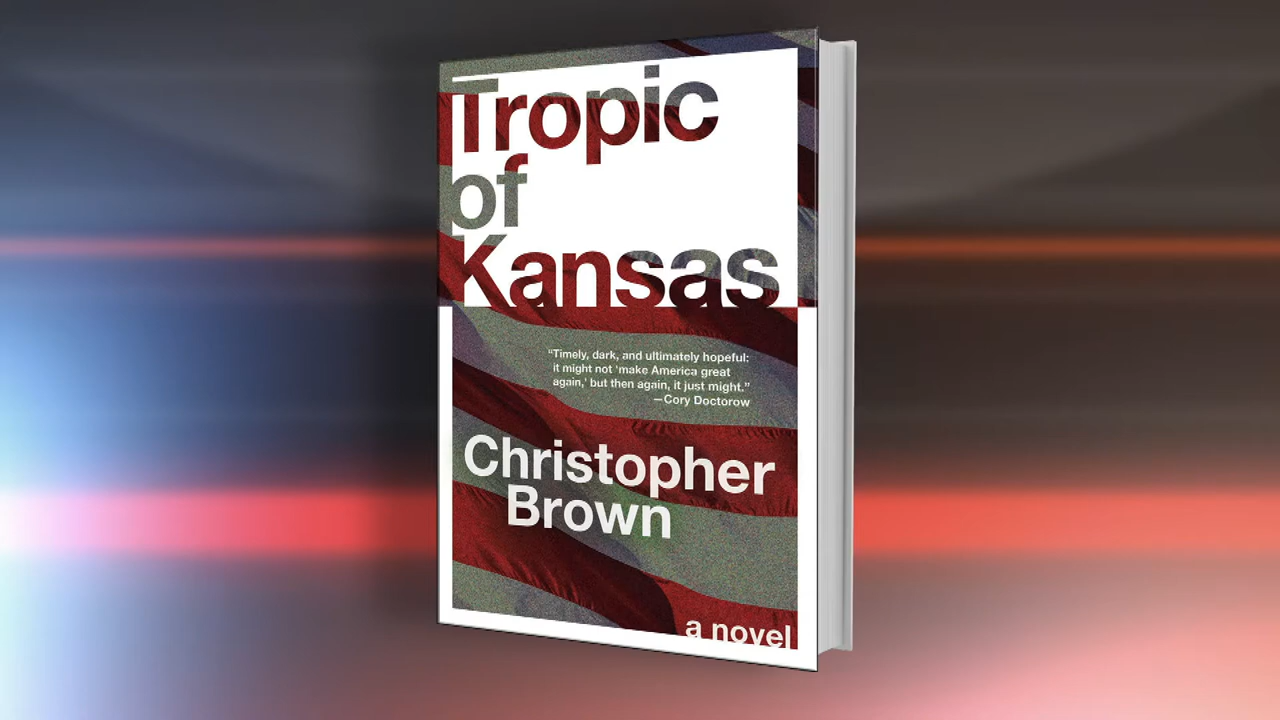 Tropic
of
Kansas
“Timely, dark, and ultimately hopeful:
it might not ‘make America great
again,’ but then again, it just might.”
—Cory Doctorow
Christopher
Brown
a novel